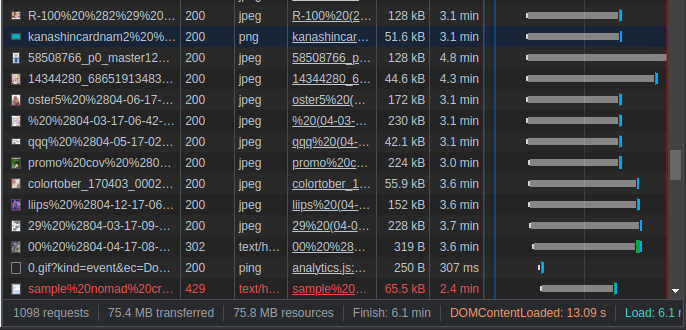 R-100%20%282%29%20... 200 jpeg R-100%20(2... 128 kB 3.1 min
kanashincardnam2%20%... 200 png kanashincard... 51.6 kB 3.1 min
58508766_p0_master12... 200 jpeg 58508766_p... 128 kB 4.8 min
14344280_68651913483... 200 jpeg 14344280_6... 44.6 kB 4.3 min
oster5%20%2804-06-17-... 200 jpeg oster5%20(... 172 kB 3.1 min
%20%2804-03-17-06-42-... 200 jpeg %20(04-03-... 230 kB 3.1 min
qqq%20%2804-05-17-02... 200 jpeg qqq%20(04-... 42.1 kB 3.1 min
promo%20cov%20%280... 200 jpeg promo%20c... 224 kB 3.0 min
colortober_170403_0002... 200 jpeg colortober_1... 55.9 kB 3.6 min
liips%20%2804-12-17-06... 200 jpeg liips%20(04-... 152 kB 3.6 min
29%20%2804-03-17-09-... 200 jpeg 29%20(04-0... 228 kB 3.7 min
00%20%2804-04-17-08-... 302 text/h... 00%20%28... 319 B 3.6 min
0.gif?kind=event&ec=Do... 200 ping analytics.js:... 250 B 307 ms
sample%20nomad%20cr... 429 text/h... sample%20... 65.5 kB 2.4 min
1098 requests 75.4 MB transferred 75.8 MB resources Finish: 6.1 min DOMContentLoaded: 13.09 s Load: 6.1 r